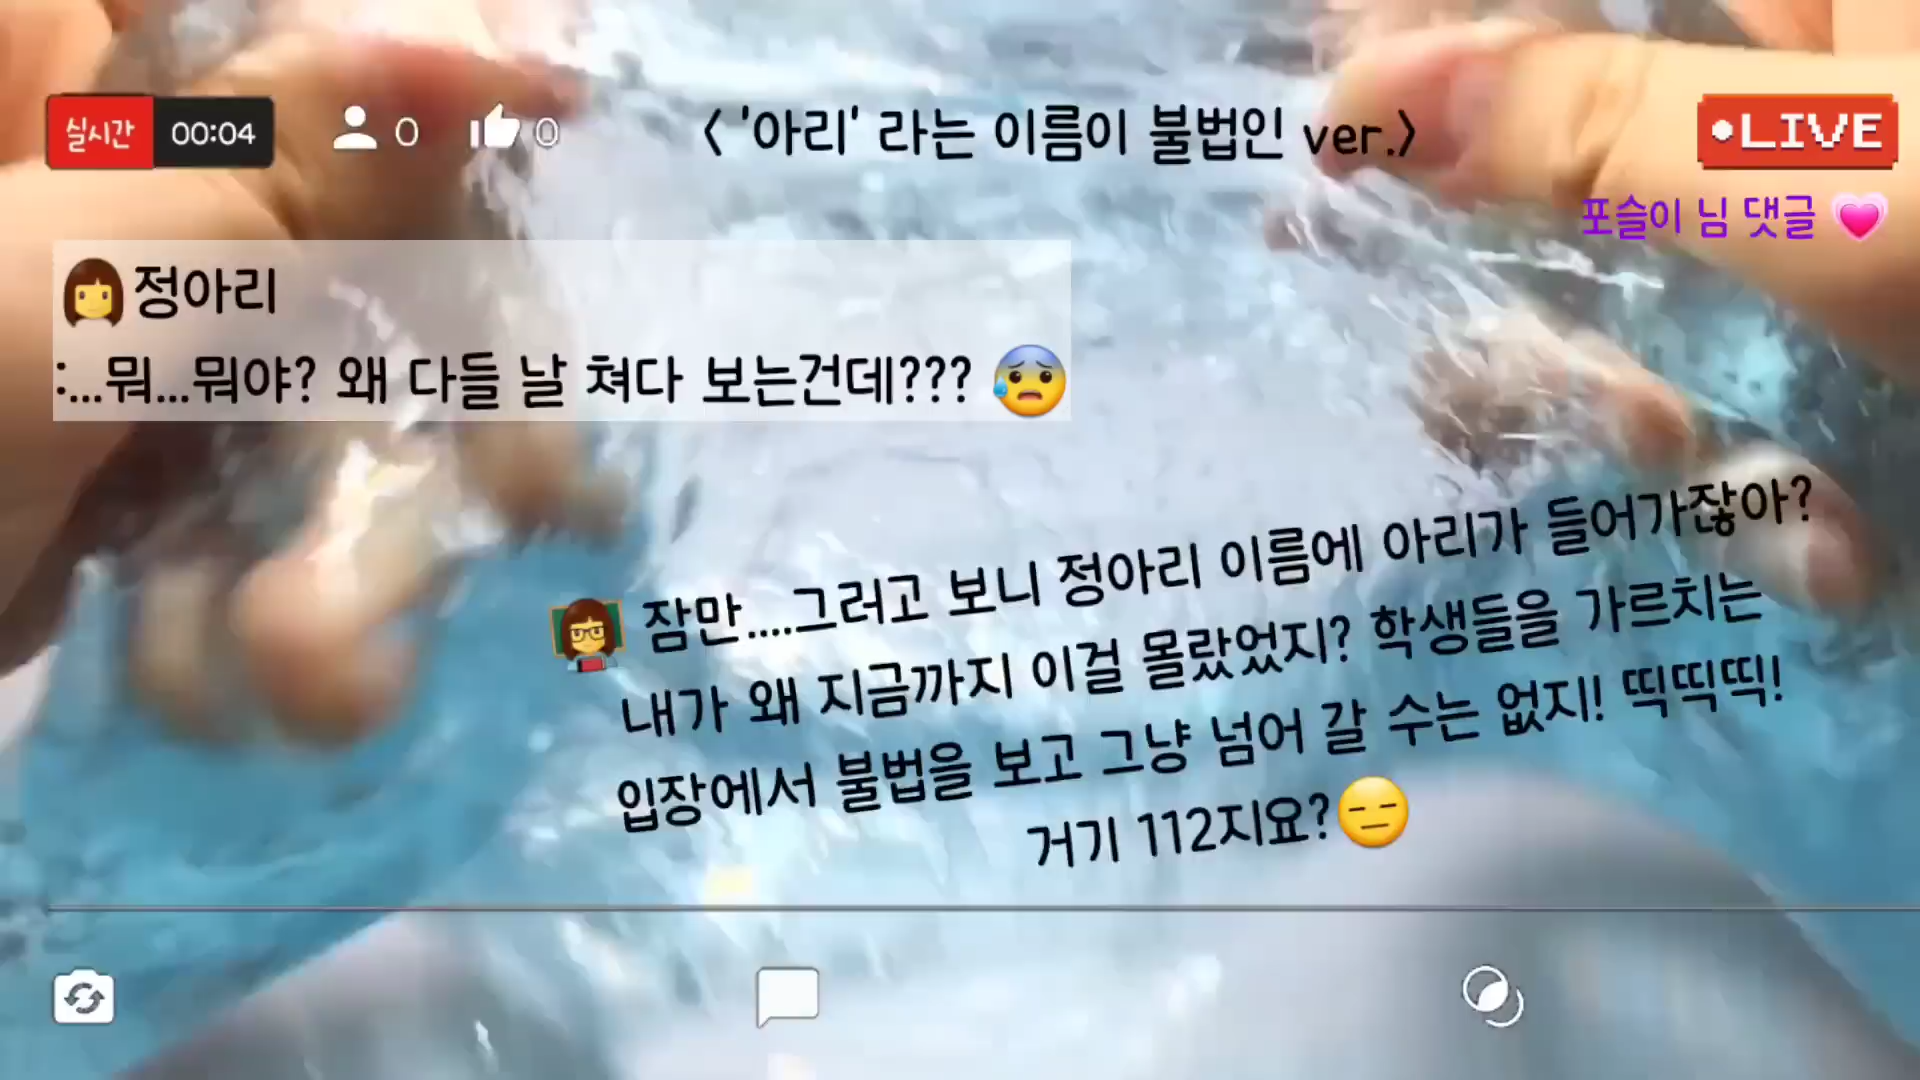 실시간 00:04 0 0 < '아리' 라는 이름이 불법인 ver.> LIVE
포슬이 님 댓글
정아리
:...뭐...뭐야? 왜 다들 날 쳐다 보는건데???
잠만....그러고 보니 정아리 이름에 아리가 들어가잖아?
내가 왜 지금까지 이걸 몰랐었지? 학생들을 가르치는
입장에서 불법을 보고 그냥 넘어 갈 수는 없지! 띡띡띡!
거기 112지요?